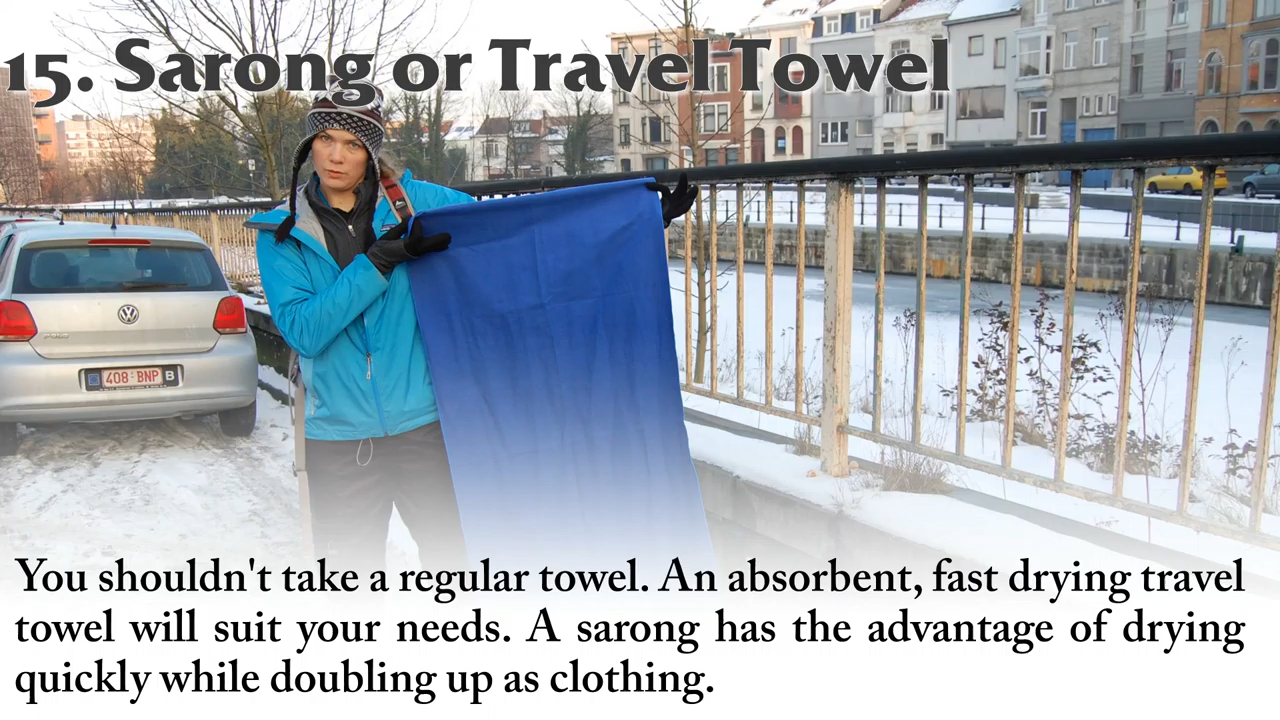 15. Sarong or Travel Towel
408-BNP B
You shouldn't take a regular towel. An absorbent, fast drying travel
towel will suit your needs. A sarong has the advantage of drying
quickly while doubling up as clothing.